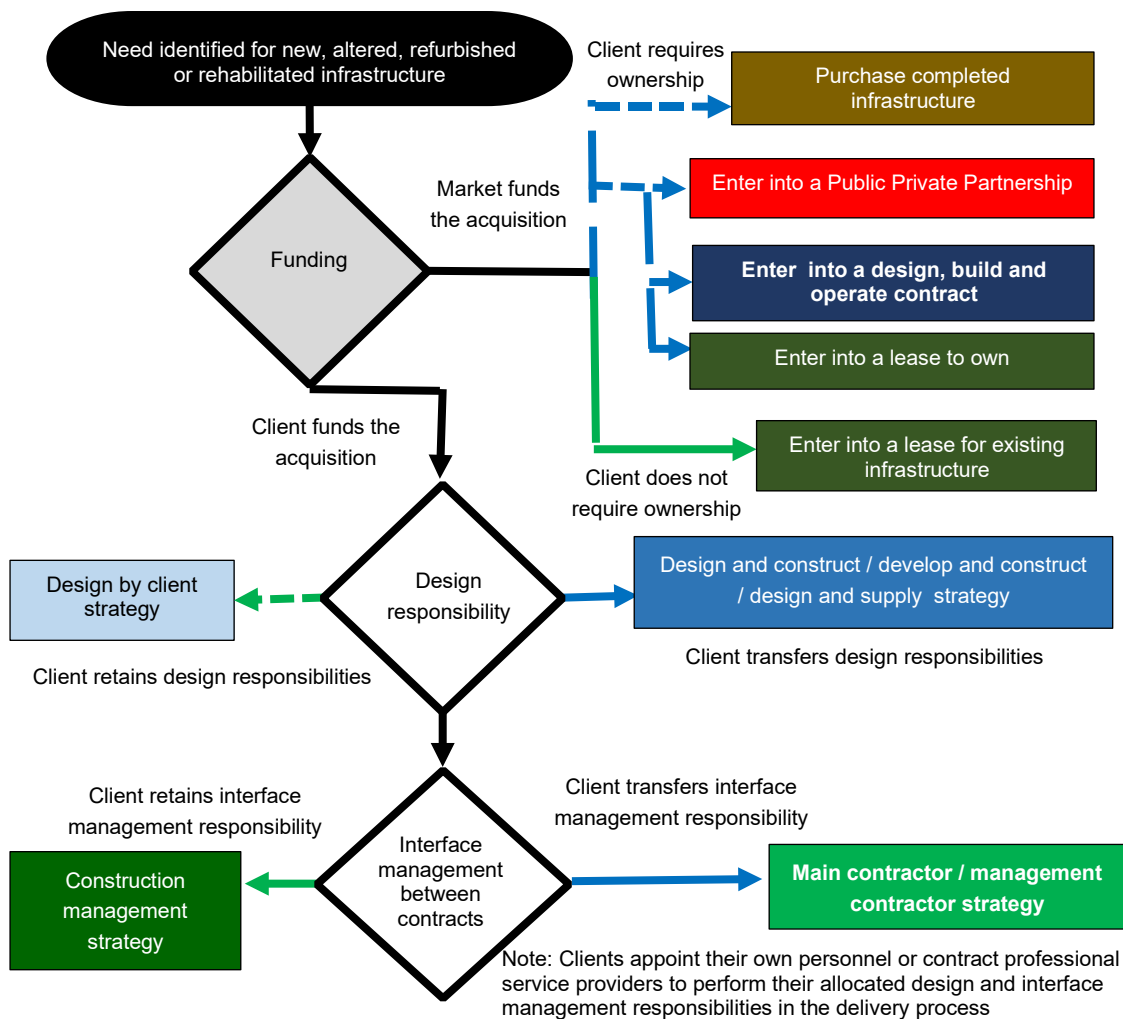 Need identified for new, altered, refurbished
or rehabilitated infrastructure
Client requires
ownership
Purchase completed
infrastructure
Market funds
the acquisition
Enter into a Public Private Partnership
Funding
Enter into a design, build and
operate contract
Enter into a lease to own
Client funds the
acquisition
Enter into a lease for existing
infrastructure
Client does not
require ownership
Design by client
strategy
Design
responsibility
Design and construct / develop and construct
/ design and supply strategy
Client retains design responsibilities
Client transfers design responsibilities
Client retains interface
management responsibility
Client transfers interface
management responsibility
Construction
management
strategy
Interface
management
between
contracts
Main contractor / management
contractor strategy
Note: Clients appoint their own personnel or contract professional
service providers to perform their allocated design and interface
management responsibilities in the delivery process